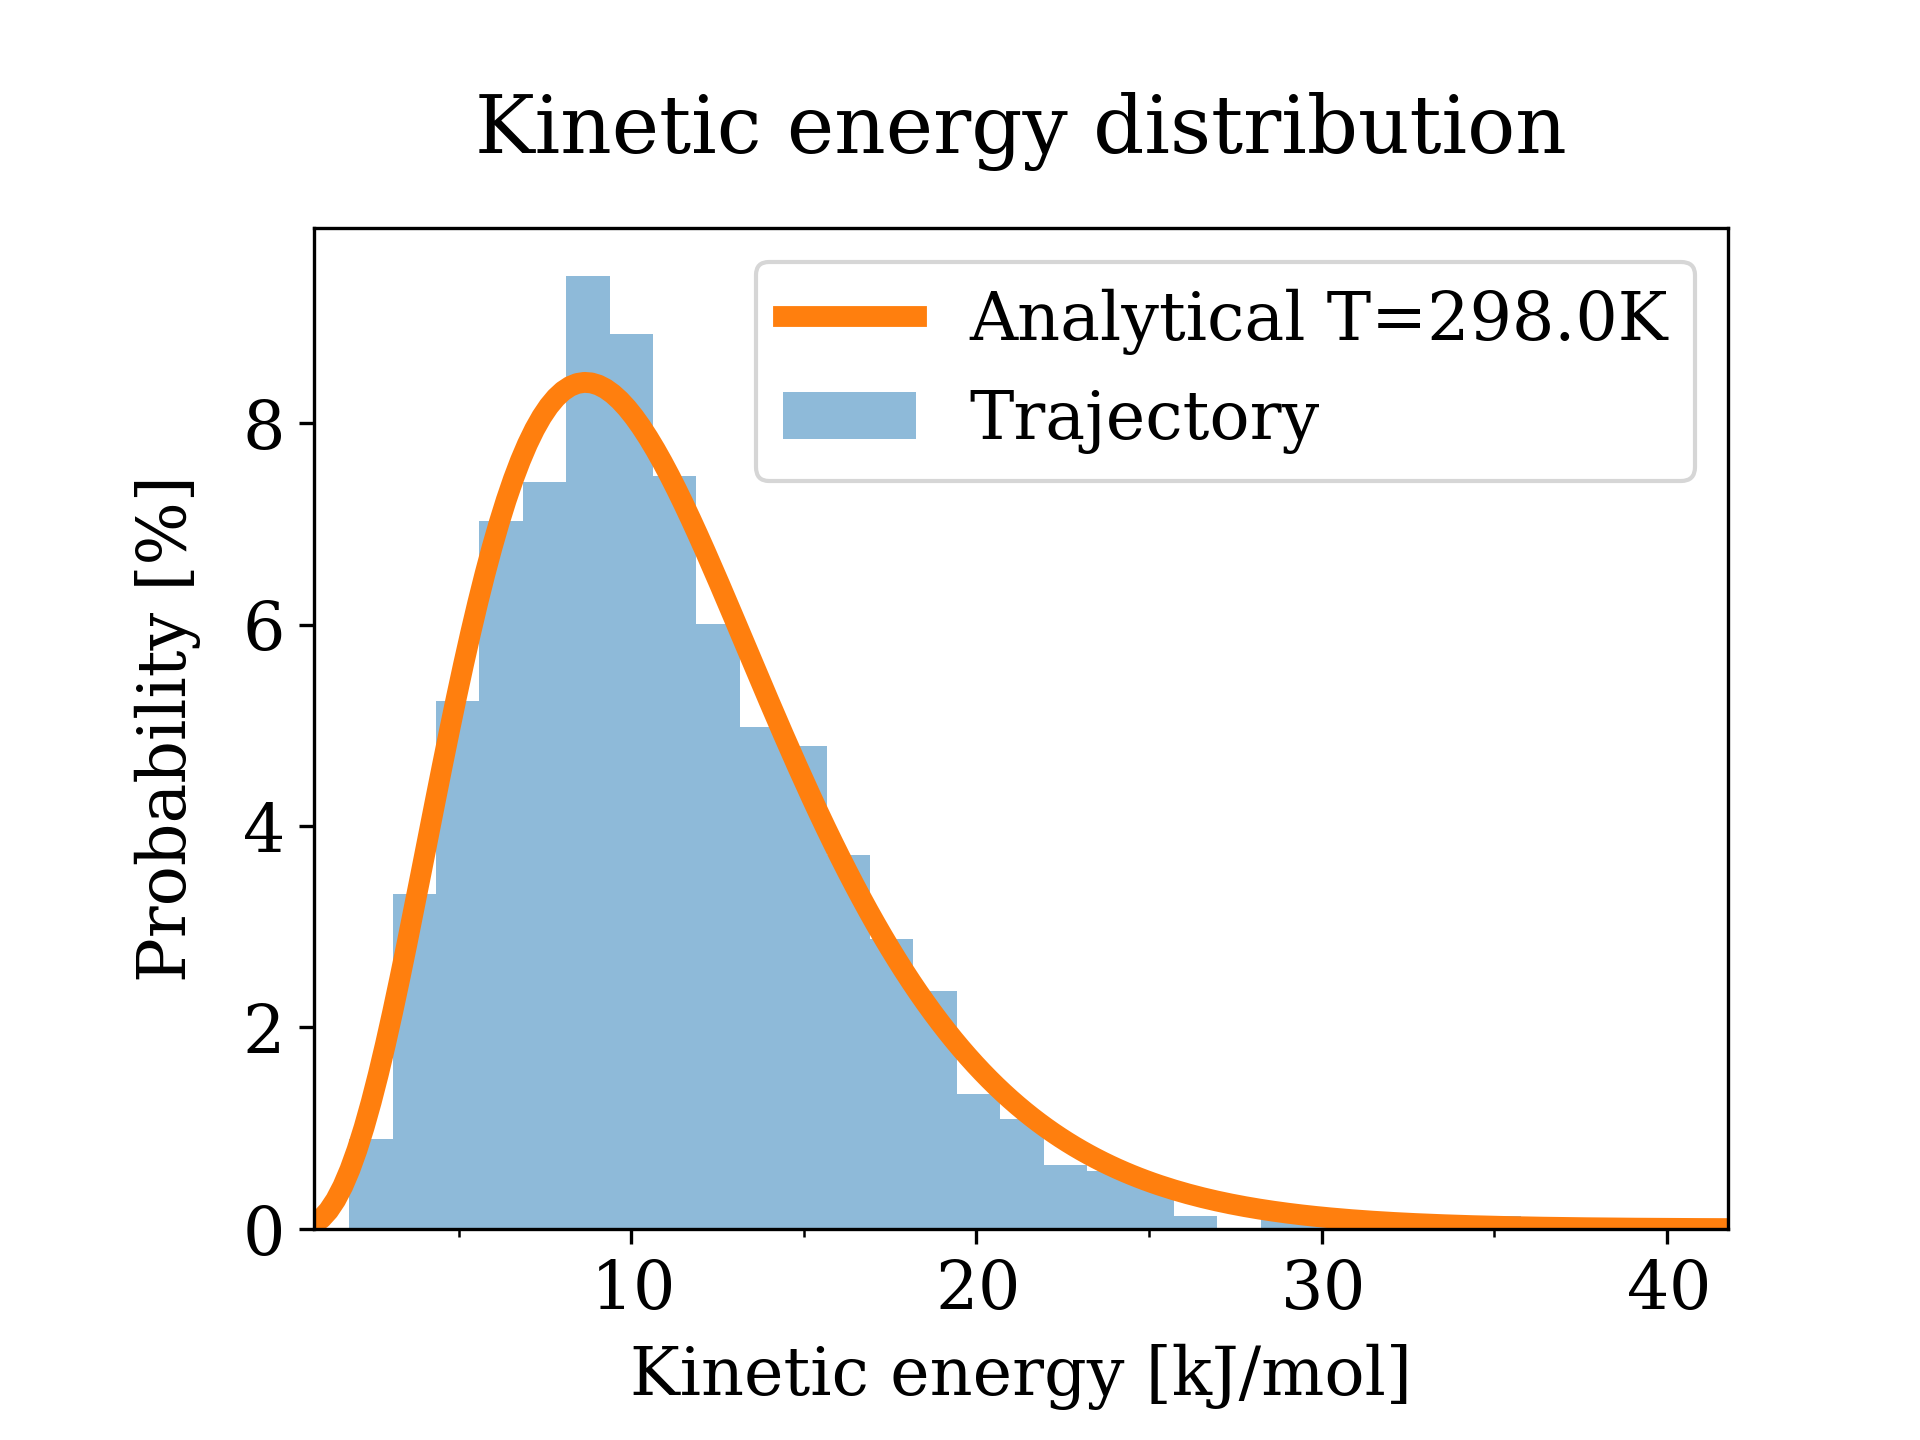 Kinetic energy distribution
Analytical T=298.0K
Trajectory
Probability [%]
8
6
4
2
0
10 20 30 40
Kinetic energy [kJ/mol]